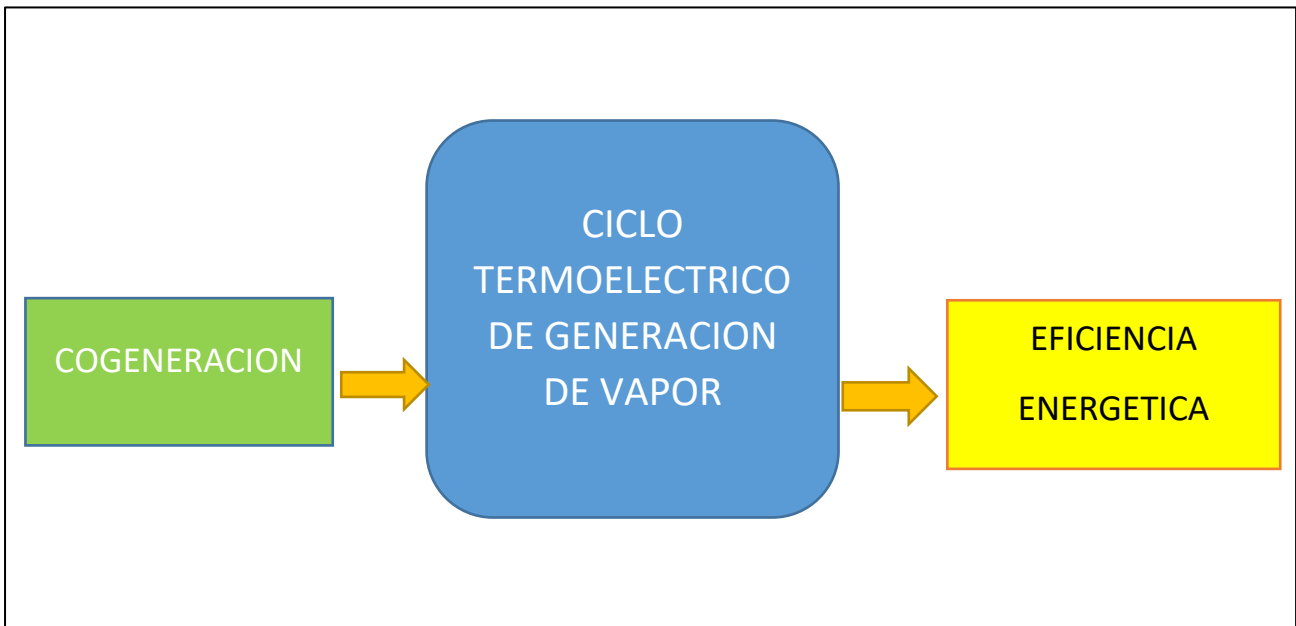 COGENERACION
CICLO
TERMOELECTRICO
DE GENERACION
DE VAPOR
EFICIENCIA
ENERGETICA